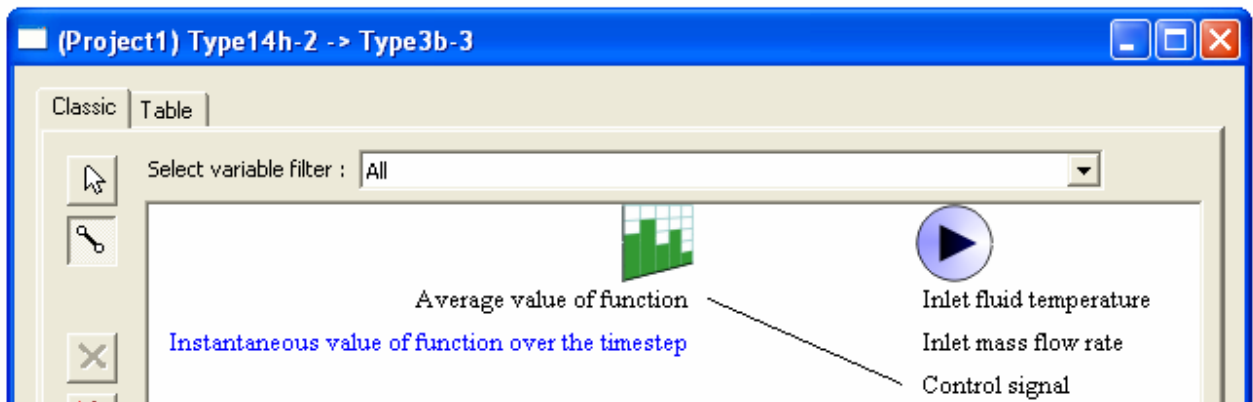 (Project1) Type14h-2 -> Type3b-3
Classic
Table
Select variable filter : All
Average value of function
Inlet fluid temperature
Instantaneous value of function over the timestep
Inlet mass flow rate
Control signal